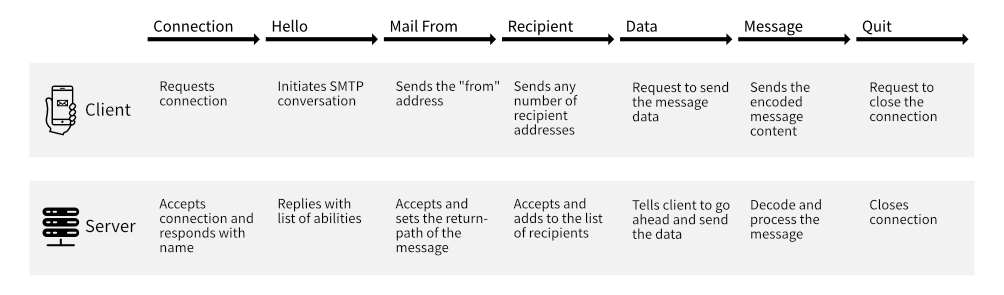 Connection Hello Mail From Recipient Data Message Quit
Client
Requests
connection
Initiates SMTP
conversation
Sends the "from"
address
Sends any
number of
recipient
addresses
Request to send
the message
data
Sends the
encoded
message
content
Request to
close the
connection
Server
Accepts
connection and
responds with
name
Replies with
list of abilities
Accepts and
sets the return-
path of the
message
Accepts and
adds to the list
of recipients
Tells client to go
ahead and send
the data
Decode and
process the
message
Closes
connection